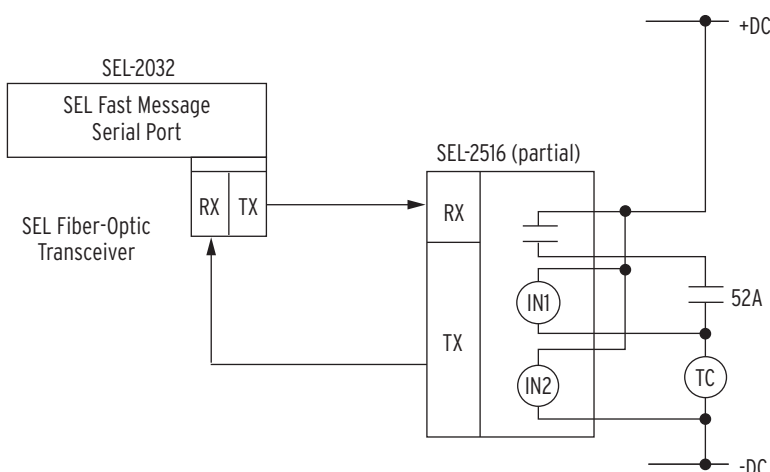 +DC
SEL-2032
SEL Fast Message
Serial Port
SEL-2516 (partial)
RX TX
RX
SEL Fiber-Optic
Transceiver
52A
IN1
TX
TC
IN2
-DC